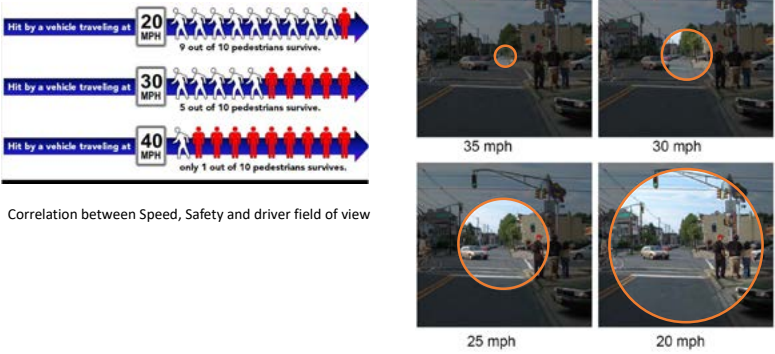 Hit by a vehicle traveling at
20
MPH
9 out of 10 pedestrians survive.
Hit by a vehicle traveling at
30
MPH
5 out of 10 pedestrians survive.
Hit by a vehicle traveling at
40
MPH
only 1 out of 10 pedestrians survives.
Correlation between Speed, Safety and driver field of view
35 mph
30 mph
25 mph
20 mph